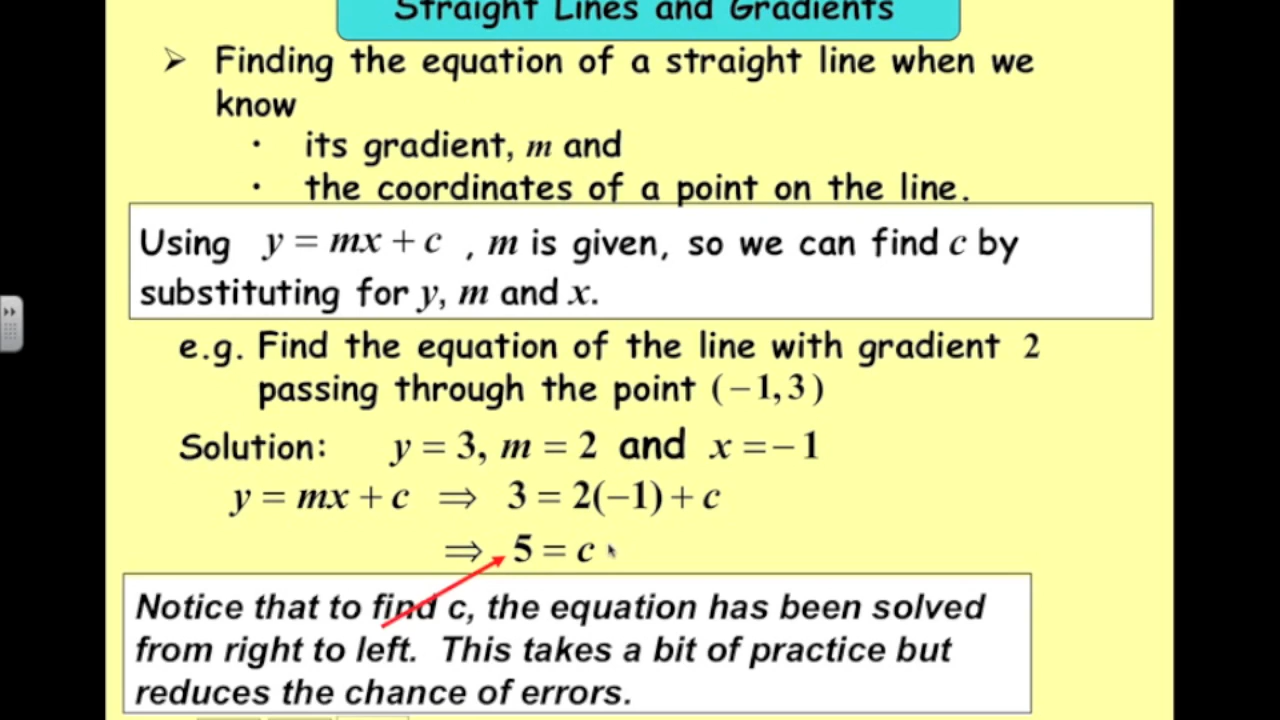 Straight Lines and Gradients
➢ Finding the equation of a straight line when we
know
• its gradient, m and
• the coordinates of a point on the line.
Using y = mx + c , m is given, so we can find c by
substituting for y, m and x.
e.g. Find the equation of the line with gradient 2
passing through the point (−1,3)
Solution: y = 3, m = 2 and x = −1
y = mx + c ⇒ 3 = 2(−1) + c
⇒ 5 = c
Notice that to find c, the equation has been solved
from right to left. This takes a bit of practice but
reduces the chance of errors.